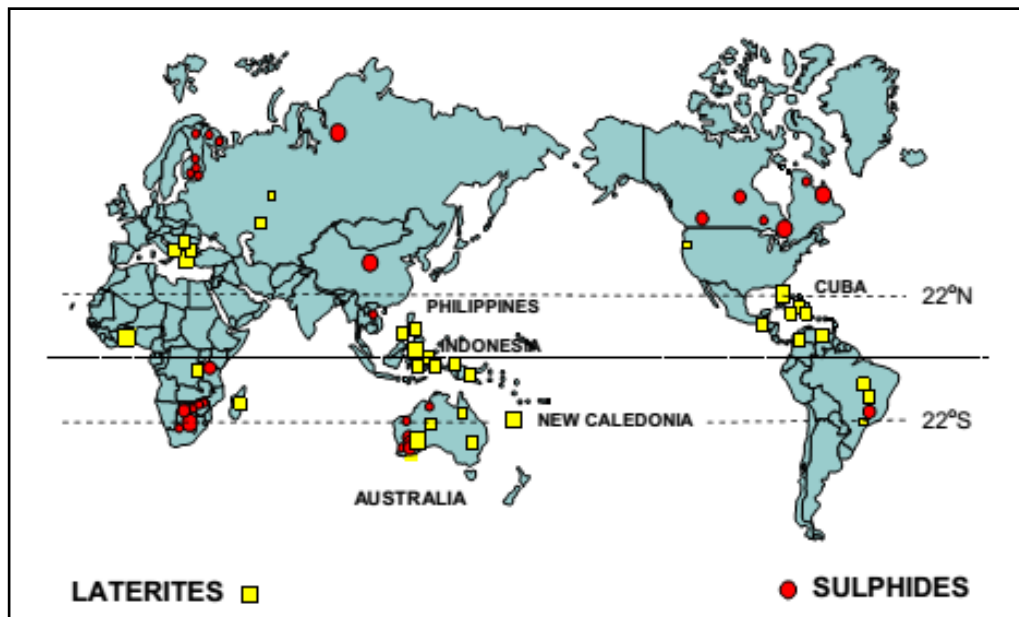 CUBA
22°N
PHILIPPINES
INDONESIA
NEW CALEDONIA
22°S
AUSTRALIA
LATERITES
SULPHIDES